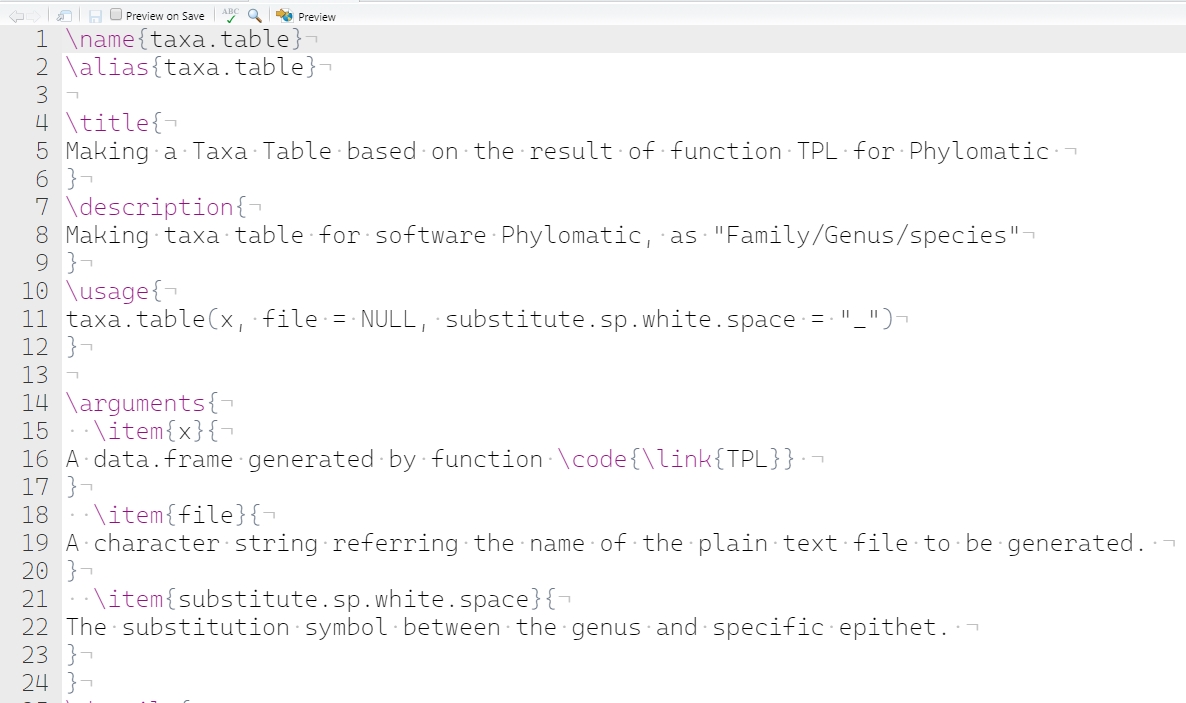 Preview on Save ABC Preview
1 \name{taxa.table}
2 \alias{taxa.table}
3
4 \title{
5 Making a Taxa Table based on the result of function TPL for Phylomatic
6 }
7 \description{
8 Making taxa table for software Phylomatic, as "Family/Genus/species"
9 }
10 \usage{
11 taxa.table(x, file = NULL, substitute.sp.white.space = "_")
12 }
13
14 \arguments{
15 \item{x}{
16 A data.frame generated by function \code{\link{TPL}}
17 }
18 \item{file}{
19 A character string referring the name of the plain text file to be generated.
20 }
21 \item{substitute.sp.white.space}{
22 The substitution symbol between the genus and specific epithet.
23 }
24 }